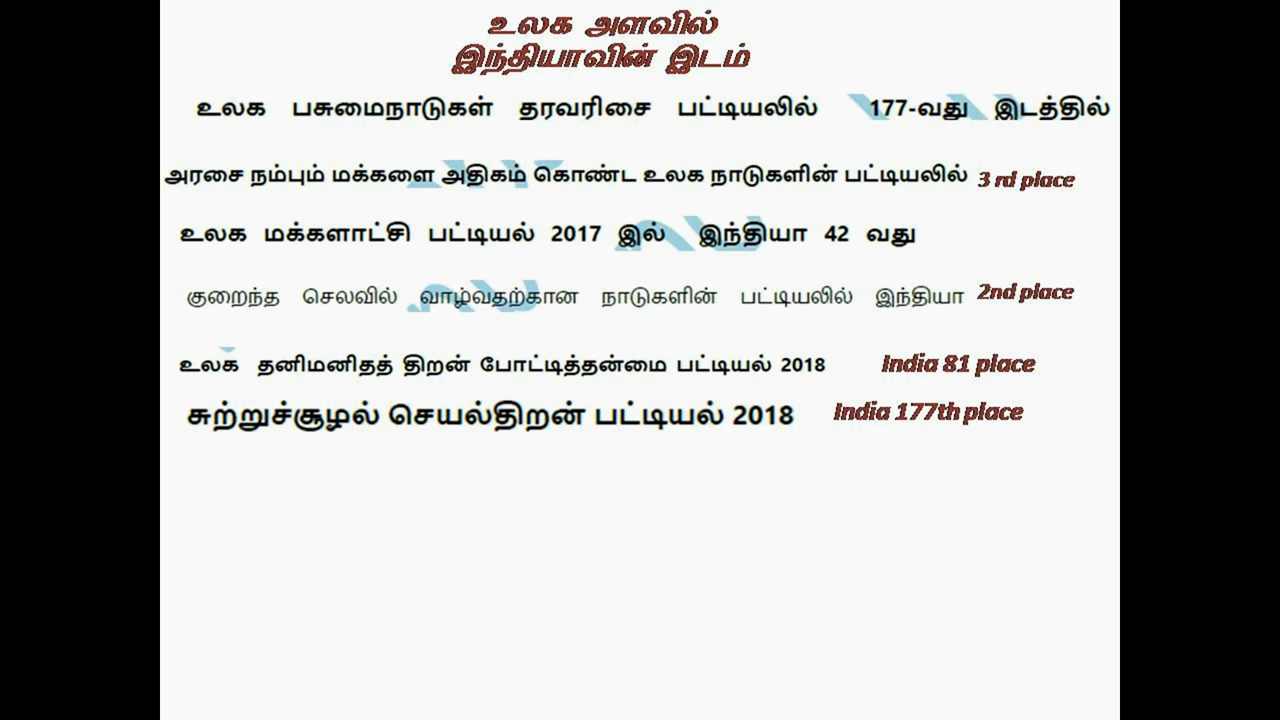 உலக அளவில்
இந்தியாவின் இடம்
உலக பசுமைநாடுகள் தரவரிசை பட்டியலில் 177-வது இடத்தில்
அரசை நம்பும் மக்களை அதிகம் கொண்ட உலக நாடுகளின் பட்டியலில் 3 rd place
உலக மக்களாட்சி பட்டியல் 2017 இல் இந்தியா 42 வது
குறைந்த செலவில் வாழ்வதற்கான நாடுகளின் பட்டியலில் இந்தியா 2nd place
உலக தனிமனிதத் திறன் போட்டித்தன்மை பட்டியல் 2018 India 81 place
சுற்றுச்சூழல் செயல்திறன் பட்டியல் 2018 India 177th place